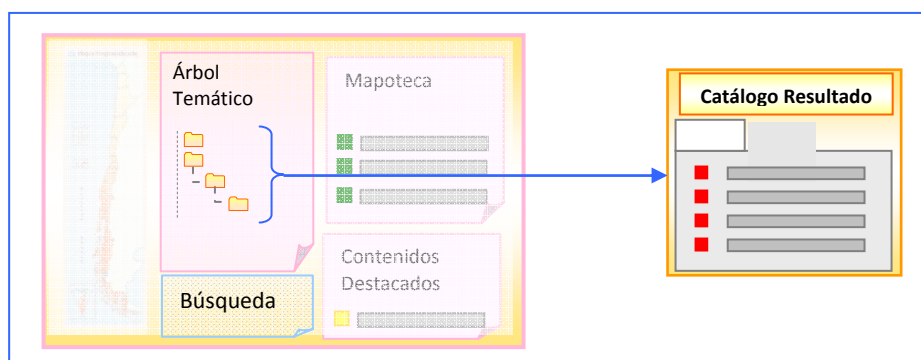 Árbol
Temático
Mapoteca
Catálogo Resultado
Contenidos
Destacados
Búsqueda